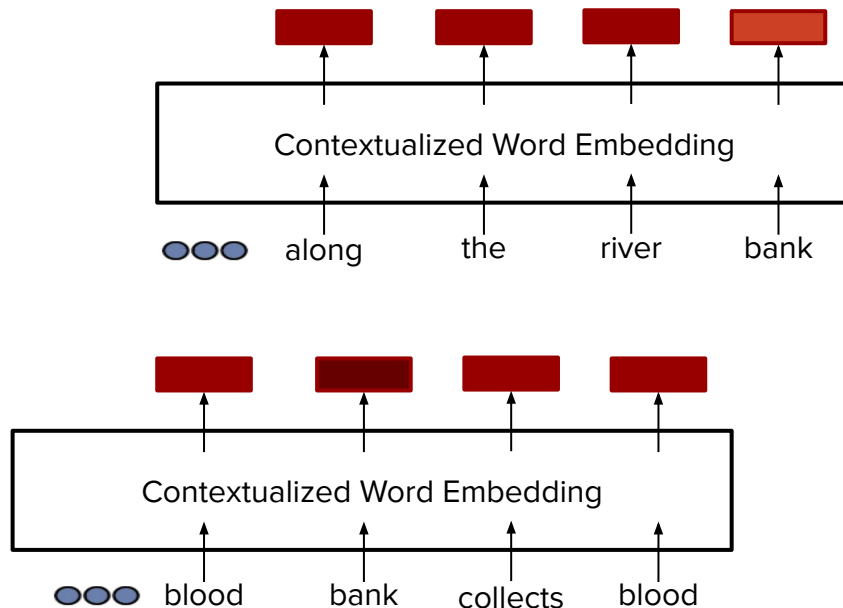 Contextualized Word Embedding
along the river bank
Contextualized Word Embedding
blood bank collects blood